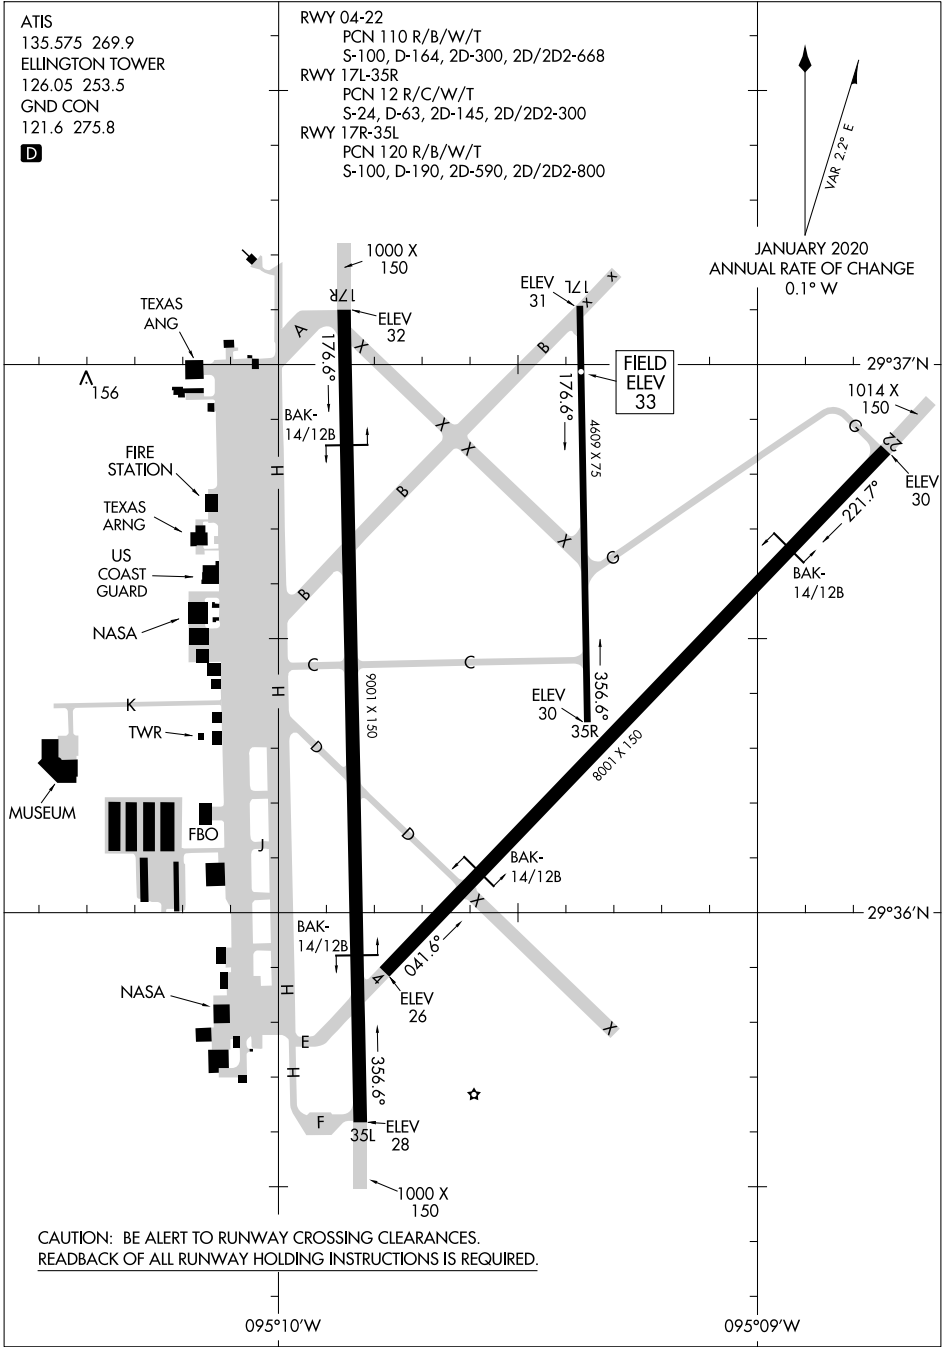 ATIS
135.575 269.9
ELLINGTON TOWER
126.05 253.5
GND CON
121.6 275.8
D
RWY 04-22
PCN 110 R/B/W/T
S-100, D-164, 2D-300, 2D/2D2-668
RWY 17L-35R
PCN 12 R/C/W/T
S-24, D-63, 2D-145, 2D/2D2-300
RWY 17R-35L
PCN 120 R/B/W/T
S-100, D-190, 2D-590, 2D/2D2-800
VAR 2.2° E
JANUARY 2020
ANNUAL RATE OF CHANGE
0.1° W
1000 X
150
17R
ELEV
32
A
X
176.6°
ELEV
31
17L
X
X
B
TEXAS
ANG
156
FIELD
ELEV
33
29°37'N
176.6°
4609 X 75
1014 X
150
G
22
ELEV
30
221.7°
BAK-
14/12B
H
X
X
B
FIRE
STATION
TEXAS
ARNG
US
COAST
GUARD
X
G
BAK-
14/12B
B
NASA
C
C
H
K
9001 X 150
356.6°
ELEV
30
35R
TWR
D
8001 X 150
MUSEUM
FBO
J
D
BAK-
14/12B
X
29°36'N
BAK-
14/12B
041.6°
4
ELEV
26
NASA
H
E
X
H
356.6°
F
35L
ELEV
28
1000 X
150
CAUTION: BE ALERT TO RUNWAY CROSSING CLEARANCES.
READBACK OF ALL RUNWAY HOLDING INSTRUCTIONS IS REQUIRED.
095°10'W
095°09'W